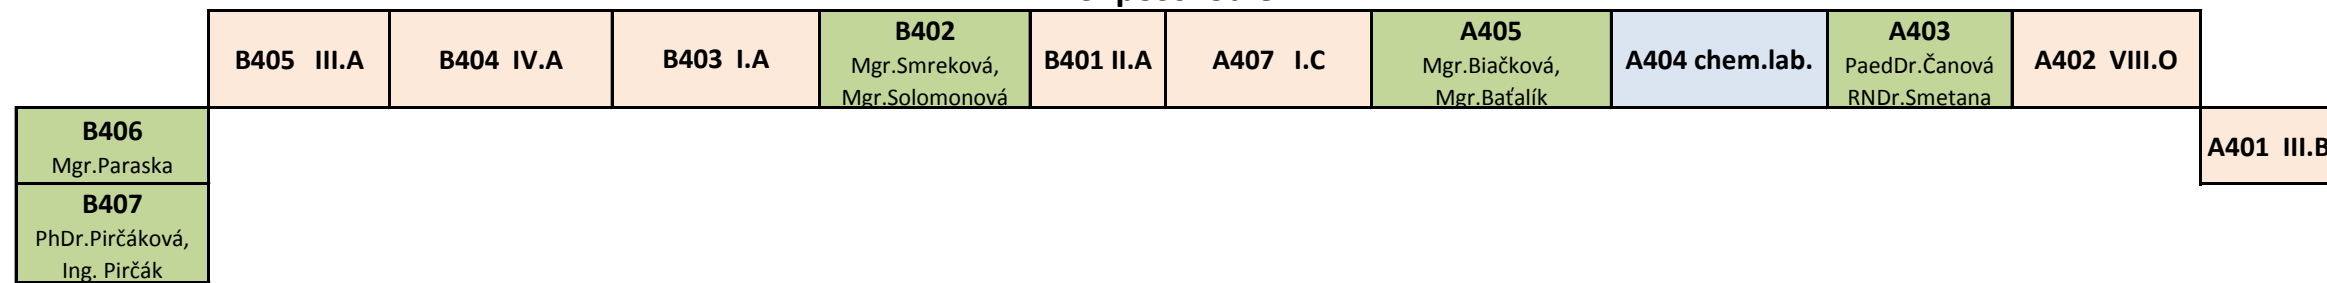 B405 III.A
B404 IV.A
B403 I.A
B402
Mgr.Smreková,
Mgr.Solomonová
B401 II.A
A407 I.C
A405
Mgr.Biačková,
Mgr.Baťalík
A404 chem.lab.
A403
PaedDr.Čanová
RNDr.Smetana
A402 VIII.O
B406
Mgr.Paraska
A401 III.B
B407
PhDr.Pirčáková,
Ing. Pirčák